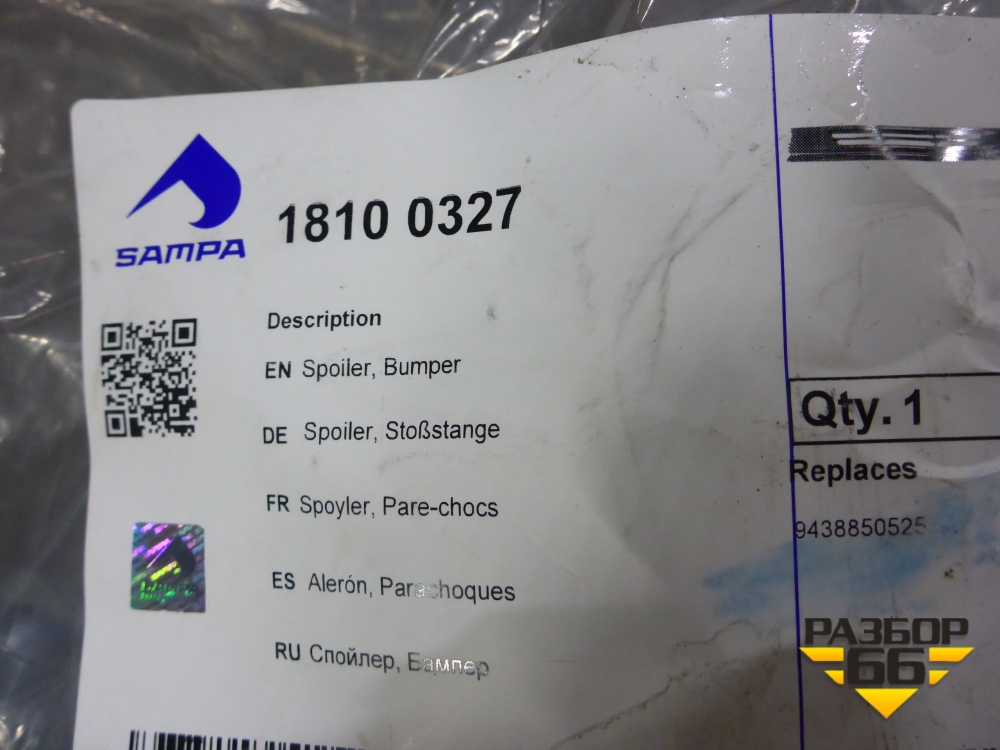 SAMPA
1810 0327
Description
EN Spoiler, Bumper
DE Spoiler, Stoßstange
FR Spoyler, Pare-chocs
ES Alerón, Parachoques
RU Спойлер, Бампер
Qty. 1
Replaces
9438850525
SAMPA
РАЗБОР
66